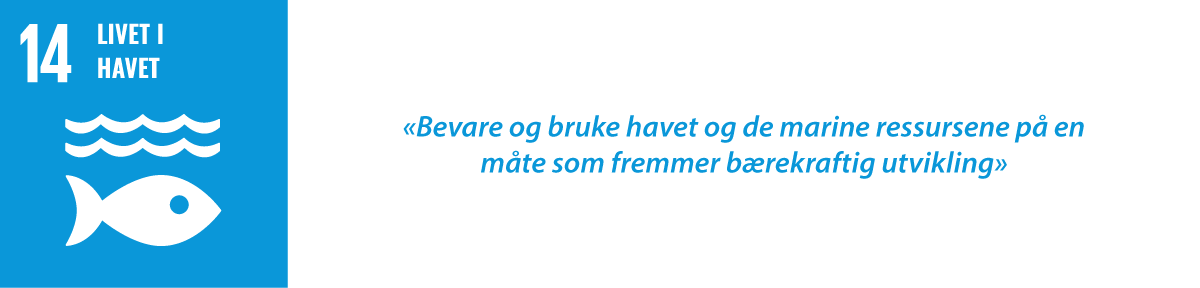 14
LIVET I
HAVET
«Bevare og bruke havet og de marine ressursene på en
måte som fremmer bærekraftig utvikling»